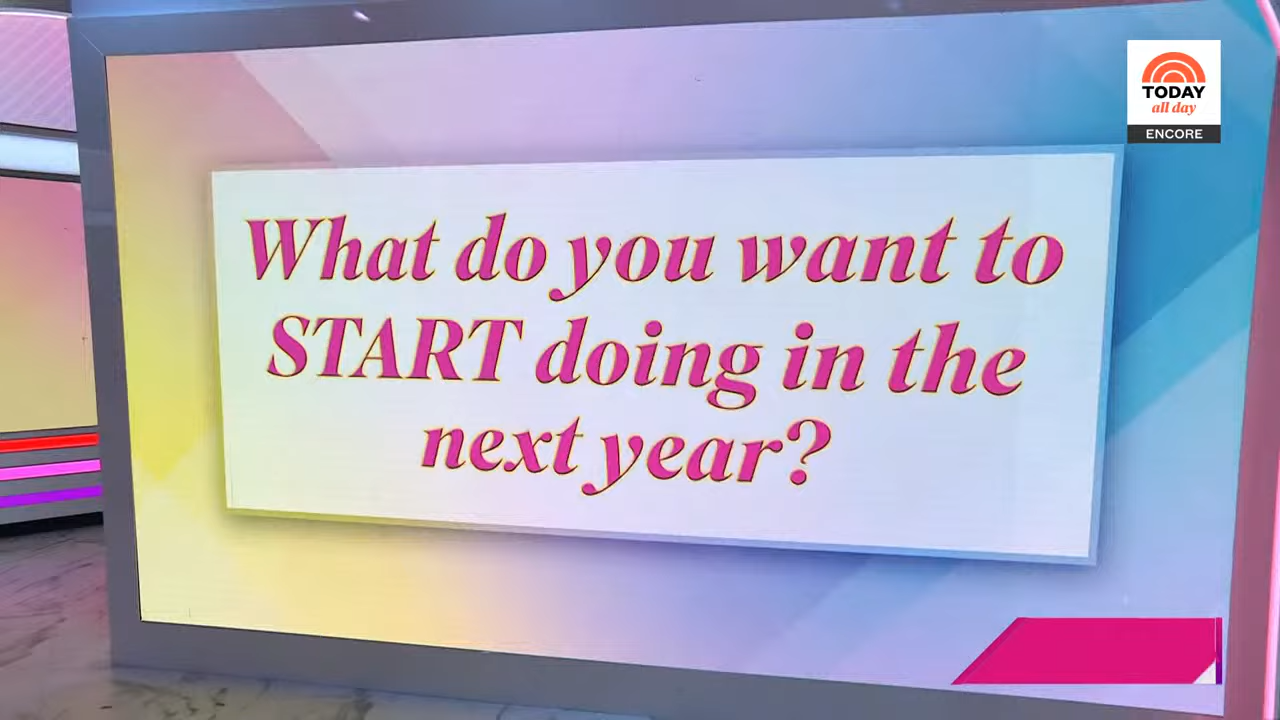 TODAY
all day
ENCORE
What do you want to
START doing in the
next year?